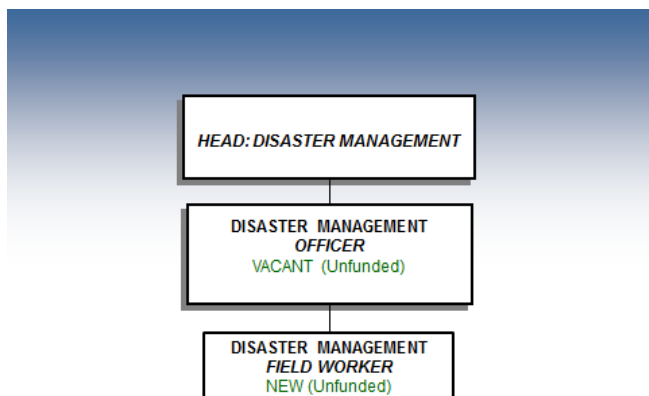 HEAD: DISASTER MANAGEMENT
DISASTER MANAGEMENT
OFFICER
VACANT (Unfunded)
DISASTER MANAGEMENT
FIELD WORKER
NEW (Unfunded)